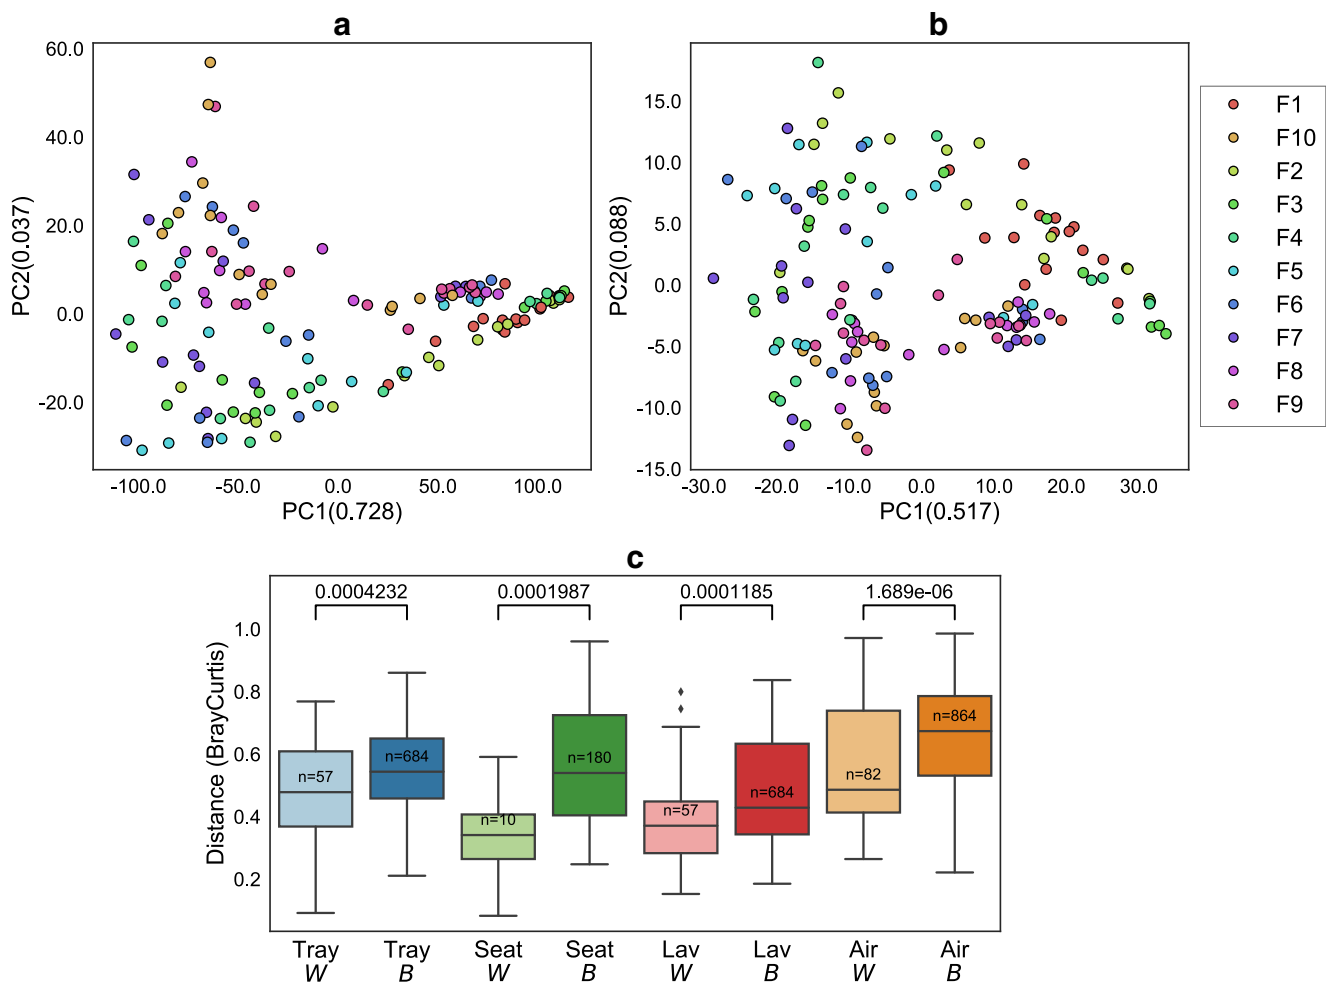 a
60.0
40.0
20.0
0.0
-20.0
PC2(0.037)
-100.0 -50.0 0.0 50.0 100.0
PC1(0.728)
b
15.0
10.0
5.0
0.0
-5.0
-10.0
-15.0
PC2(0.088)
-30.0 -20.0 -10.0 0.0 10.0 20.0 30.0
PC1(0.517)
F1
F10
F2
F3
F4
F5
F6
F7
F8
F9
c
0.0004232 0.0001987 0.0001185 1.689e-06
1.0
0.8
0.6
0.4
0.2
Distance (BrayCurtis)
n=57 n=684 n=10 n=180 n=57 n=684 n=82 n=864
Tray Tray Seat Seat Lav Lav Air Air
W B W B W B W B